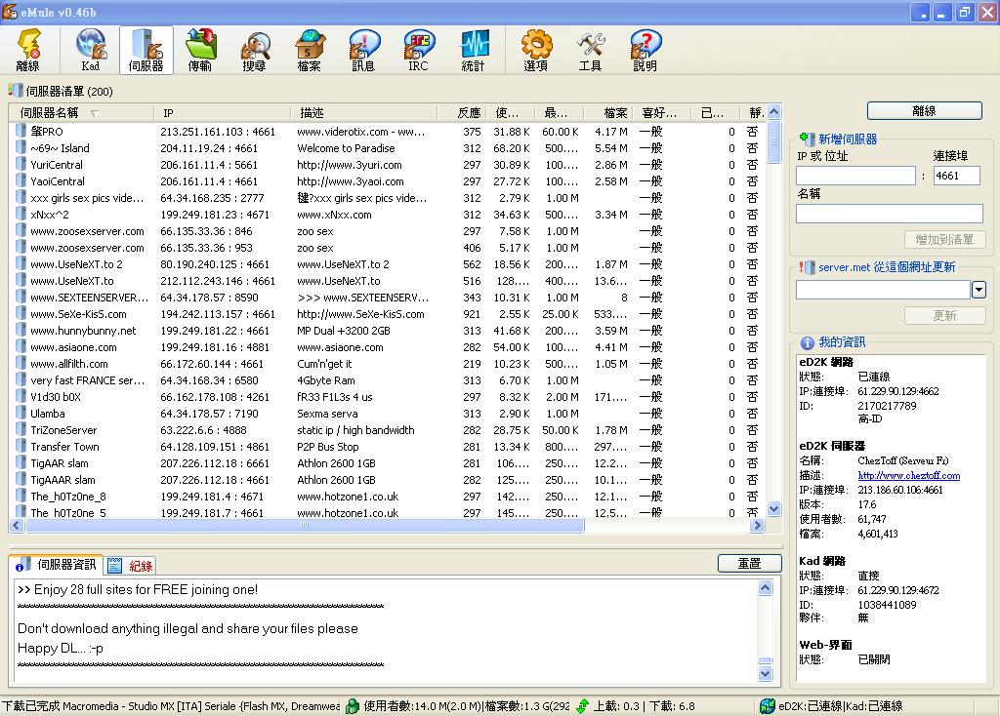 eMule v0.46b
離線 Kad 伺服器 傳輸 搜尋 檔案 訊息 IRC 統計 選項 工具 說明
伺服器清單 (200)
伺服器名稱 IP 描述 反應 使... 最... 檔案 喜好... 已... 靜.
PRO 213.251.161.103 : 4661 www.viderotix.com - ww... 375 31.88 K 60.00 K 4.17 M 一般 0 否
~69~ Island 204.11.19.24 : 4661 Welcome to Paradise 312 68.20 K 500.... 5.54 M 一般 0 否
YuriCentral 206.161.11.4 : 5661 http://www.3yuri.com 297 30.89 K 100.... 2.86 M 一般 0 否
YaoiCentral 206.161.11.4 : 4661 http://www.3yaoi.com 297 27.72 K 100.... 2.58 M 一般 0 否
xxx girls sex pics vide... 64.34.168.235 : 2777 ?xxx girls sex pics vide... 312 2.79 K 1.00 M 一般 0 否
xNxx^2 199.249.181.23 : 4671 www.xNxx.com 312 34.63 K 500.... 3.34 M 一般 0 否
www.zoosexserver.com 66.135.33.36 : 846 zoo sex 297 7.58 K 1.00 M 一般 0 否
www.zoosexserver.com 66.135.33.36 : 953 zoo sex 406 5.17 K 1.00 M 一般 0 否
www.UseNeXT.to 2 80.190.240.125 : 4661 www.UseNeXT.to 2 562 18.56 K 200.... 1.87 M 一般 0 否
www.UseNeXT.to 212.112.243.146 : 4661 www.UseNeXT.to 516 128.... 400.... 13.6... 一般 0 否
www.SEXTEENSERVER... 64.34.178.57 : 8590 >>> www.SEXTEENSERV... 343 10.31 K 1.00 M 8 一般 0 否
www.SeXe-KisS.com 194.242.113.157 : 4661 http://www.SeXe-KisS.com 921 2.55 K 25.00 K 533.... 一般 0 否
www.hunnybunny.net 199.249.181.22 : 4661 MP Dual +3200 2GB 313 41.68 K 200.... 3.59 M 一般 0 否
www.asiaone.com 199.249.181.16 : 4881 www.asiaone.com 282 54.00 K 100.... 4.41 M 一般 0 否
www.allfilth.com 66.172.60.144 : 4661 Cum'n'get it 219 10.23 K 500.... 1.05 M 一般 0 否
very fast FRANCE ser... 64.34.168.34 : 6580 4Gbyte Ram 313 6.70 K 1.00 M 一般 0 否
V1d30 b0X 66.162.178.108 : 4261 fR33 F1L3s 4 us 297 8.32 K 2.00 M 171.... 一般 0 否
Ulamba 64.34.178.57 : 7190 Sexma serva 313 2.90 K 1.00 M 一般 0 否
TriZoneServer 63.222.6.6 : 4888 static ip / high bandwidth 282 28.75 K 50.00 K 1.78 M 一般 0 否
Transfer Town 64.128.109.151 : 4861 P2P Bus Stop 281 13.34 K 800.... 297.... 一般 0 否
TigAAR slam 207.226.112.18 : 6661 Athlon 2600 1GB 281 106.... 250.... 12.2... 一般 0 否
TigAAAR slam 207.226.112.18 : 4661 Athlon 2600 1GB 282 125.... 250.... 10.1... 一般 0 否
The_h0Tz0ne_8 199.249.181.4 : 4671 www.hotzone1.co.uk 297 142.... 250.... 12.1... 一般 0 否
The_h0Tz0ne_5 199.249.181.7 : 4661 www.hotzone1.co.uk 297 145.... 250.... 12.5... 一般 0 否
離線
新增伺服器
IP 或 位址 連接埠
: 4661
名稱
增加到清單
server.met 從這個網址更新
更新
我的資訊
eD2K 網路
狀態: 已連線
IP:連接埠: 61.229.90.129:4662
ID: 2170217789
高-ID
eD2K 伺服器
名稱: ChezToff (Serveur Fr)
描述: http://www.cheztoff.com
IP:連接埠: 213.186.60.106:4661
版本: 17.6
使用者數: 61,747
檔案: 4,601,413
Kad 網路
狀態: 直接
IP:連接埠: 61.229.90.129:4672
ID: 1038441089
夥伴: 無
Web-界面
狀態: 已關閉
伺服器資訊 紀錄 重置
>> Enjoy 28 full sites for FREE joining one!
Don't download anything illegal and share your files please
Happy DL... :-p
下載已完成 Macromedia - Studio MX [ITA] Seriale {Flash MX, Dreamwea 使用者數:14.0 M(2.0 M)|檔案數:1.3 G(292 上載: 0.3 | 下載: 6.8 eD2K:已連線|Kad:已連線